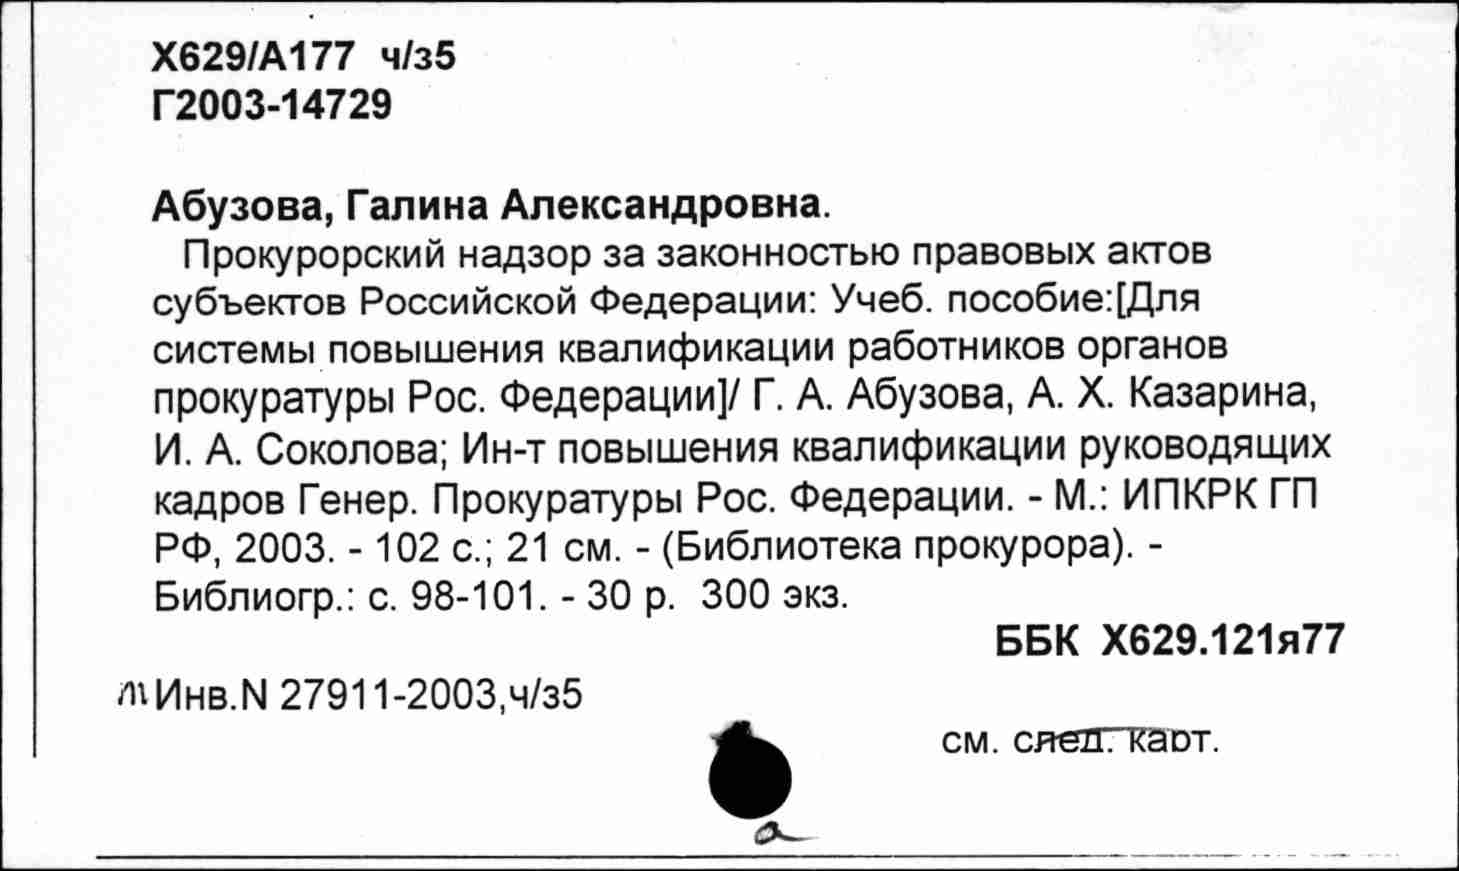 Х629/А177 ч/з5
Г2003-14729
Абузова, Галина Александровна.
Прокурорский надзор за законностью правовых актов
субъектов Российской Федерации: Учеб. пособие:[Для
системы повышения квалификации работников органов
прокуратуры Рос. Федерации]/ Г. А. Абузова, А. Х. Казарина,
И. А. Соколова; Ин-т повышения квалификации руководящих
кадров Генер. Прокуратуры Рос. Федерации. - М.: ИПКРК ГП
РФ, 2003. - 102 с.; 21 см. - (Библиотека прокурора). -
Библиогр.: с. 98-101. - 30 р. 300 экз.
ББК Х629.121я77
Инв.N 27911-2003,ч/з5
см. след. карт.
а